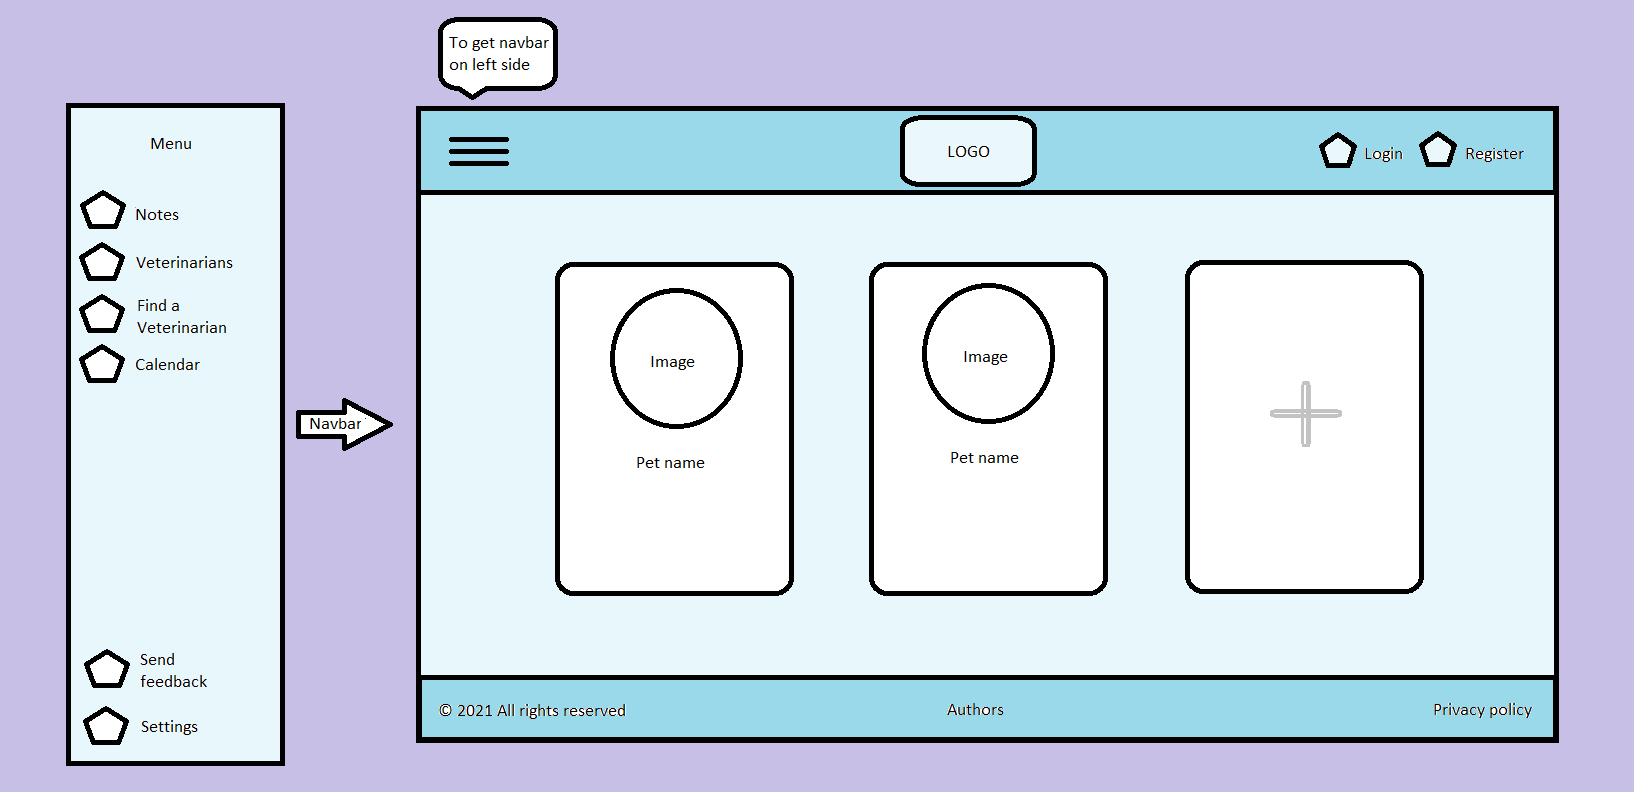 To get navbar
on left side
Menu
Notes
Veterinarians
Find a
Veterinarian
Calendar
Send
feedback
Settings
Navbar
LOGO
Login
Register
Image
Pet name
Image
Pet name
© 2021 All rights reserved
Authors
Privacy policy